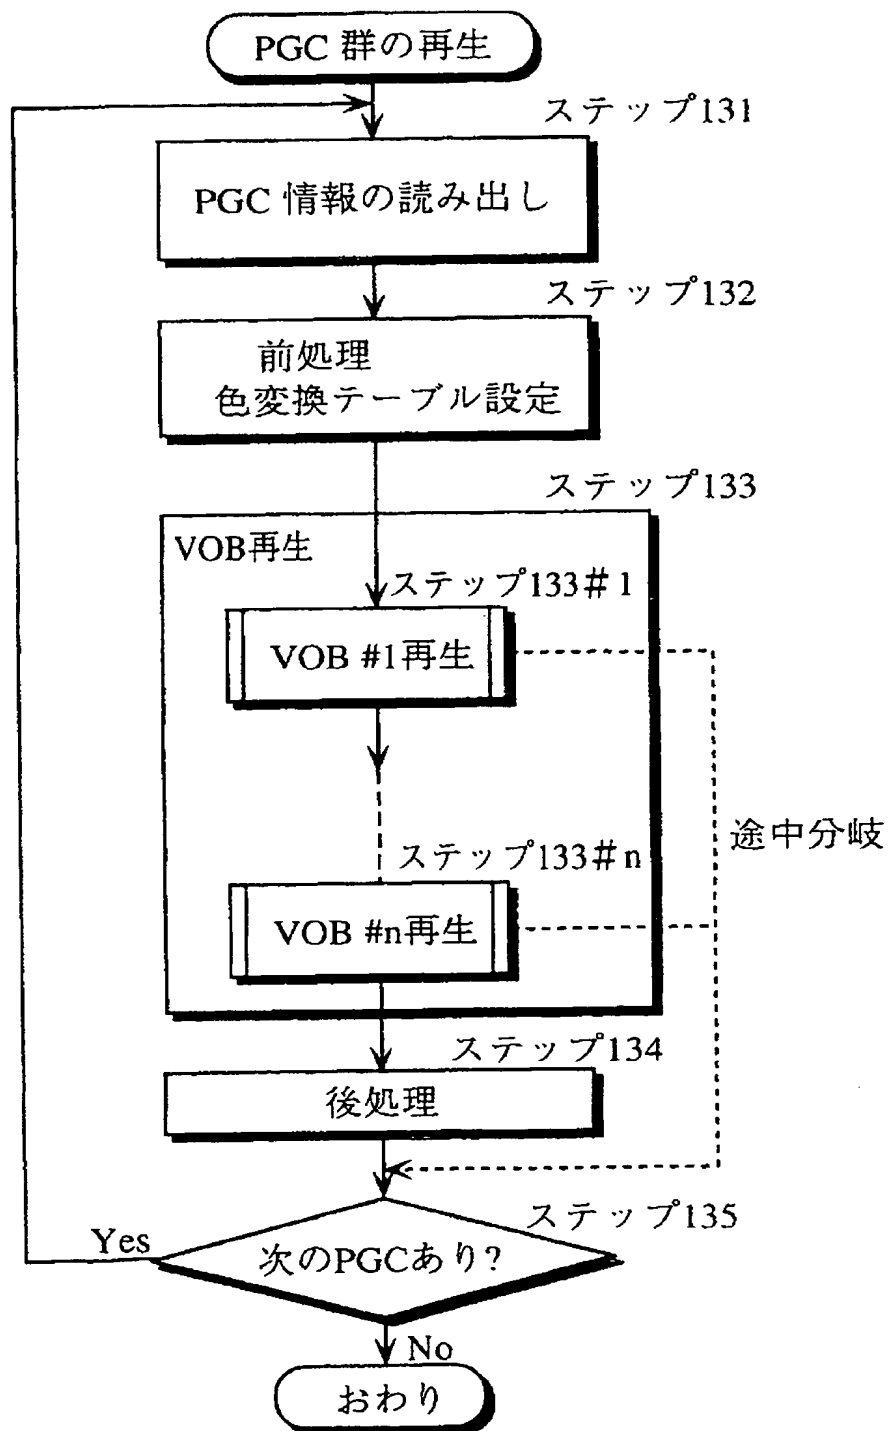 PGC 群の再生
ステップ131
PGC 情報の読み出し
ステップ132
前処理
色変換テーブル設定
ステップ133
VOB再生
ステップ133＃1
VOB #1再生
途中分岐
ステップ133＃n
VOB #n再生
ステップ134
後処理
ステップ135
Yes
次のPGCあり?
No
おわり